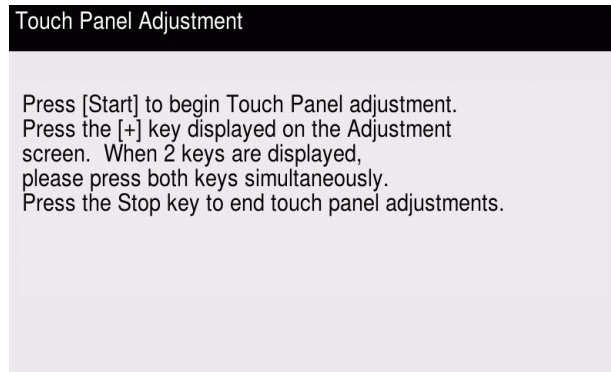 Touch Panel Adjustment
Press [Start] to begin Touch Panel adjustment.
Press the [+] key displayed on the Adjustment
screen.  When 2 keys are displayed,
please press both keys simultaneously.
Press the Stop key to end touch panel adjustments.